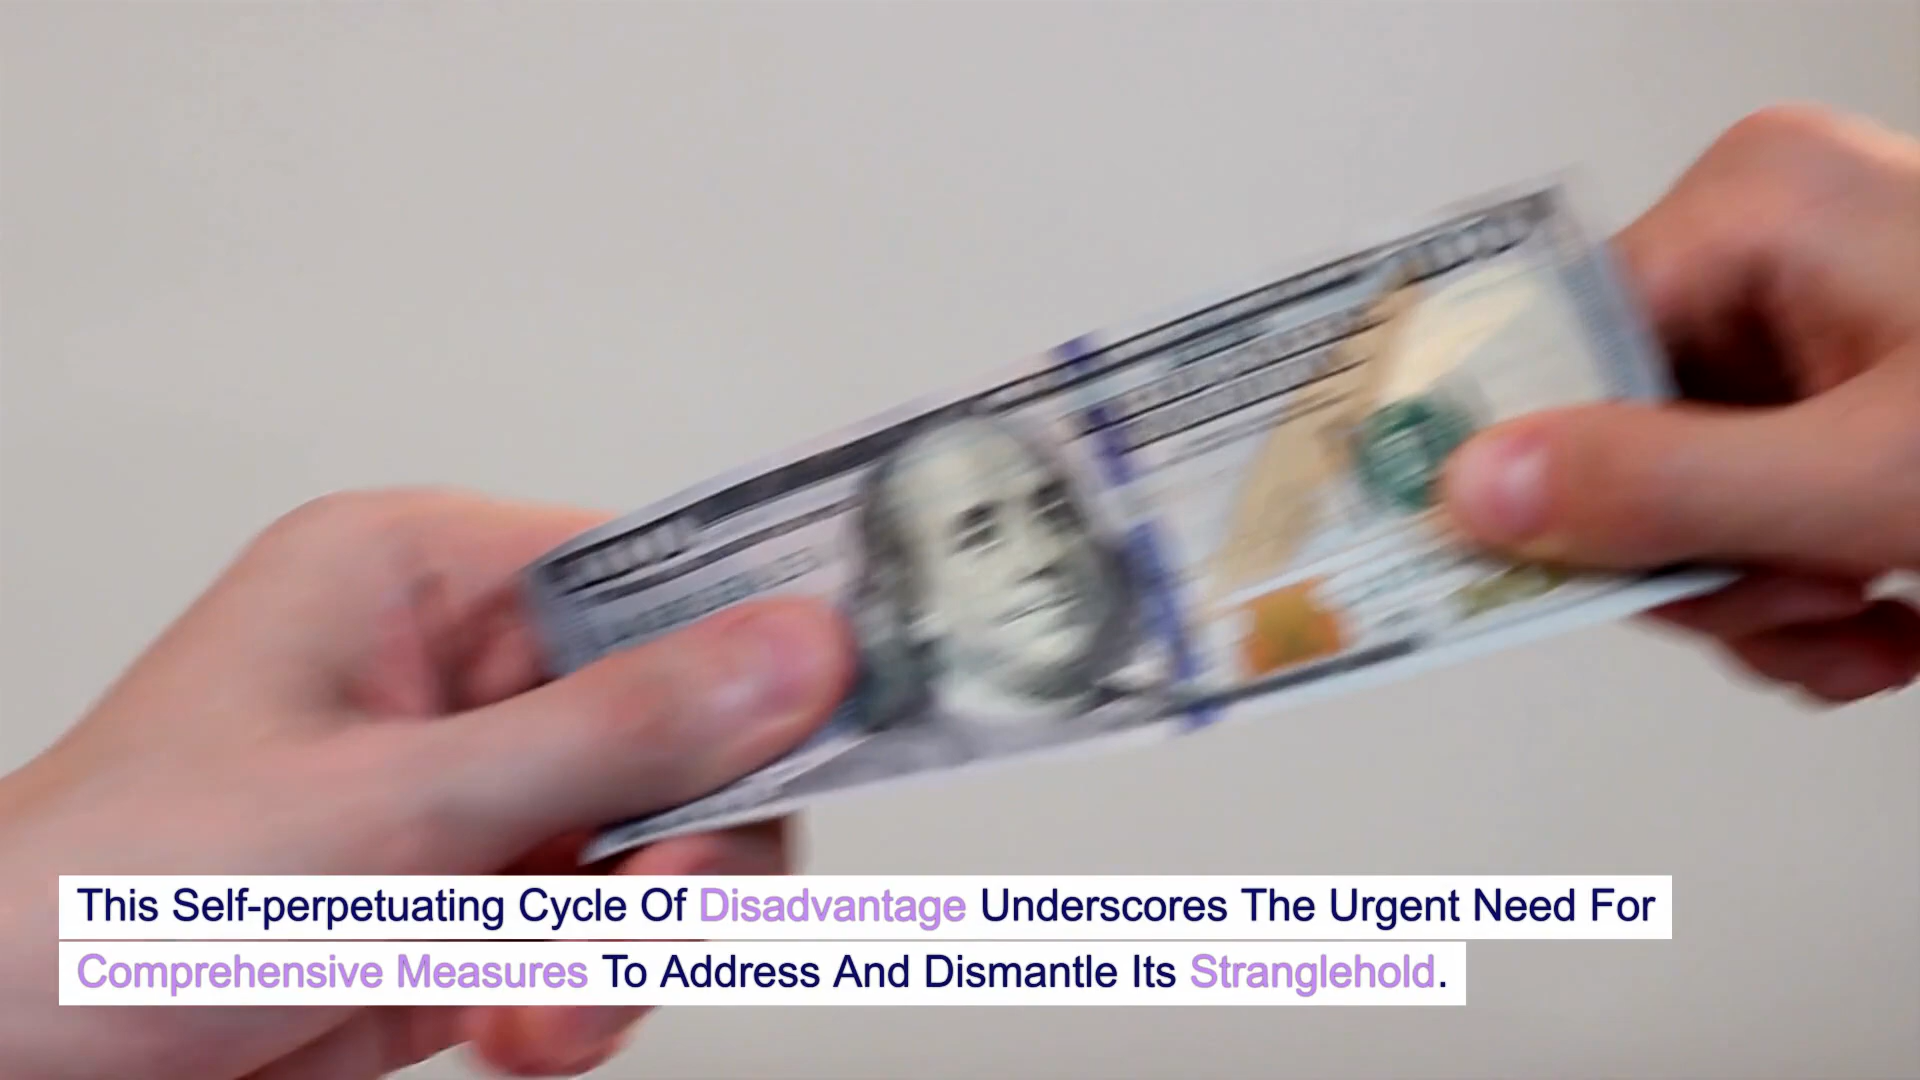 This Self-perpetuating Cycle Of Disadvantage Underscores The Urgent Need For
Comprehensive Measures To Address And Dismantle Its Stranglehold.